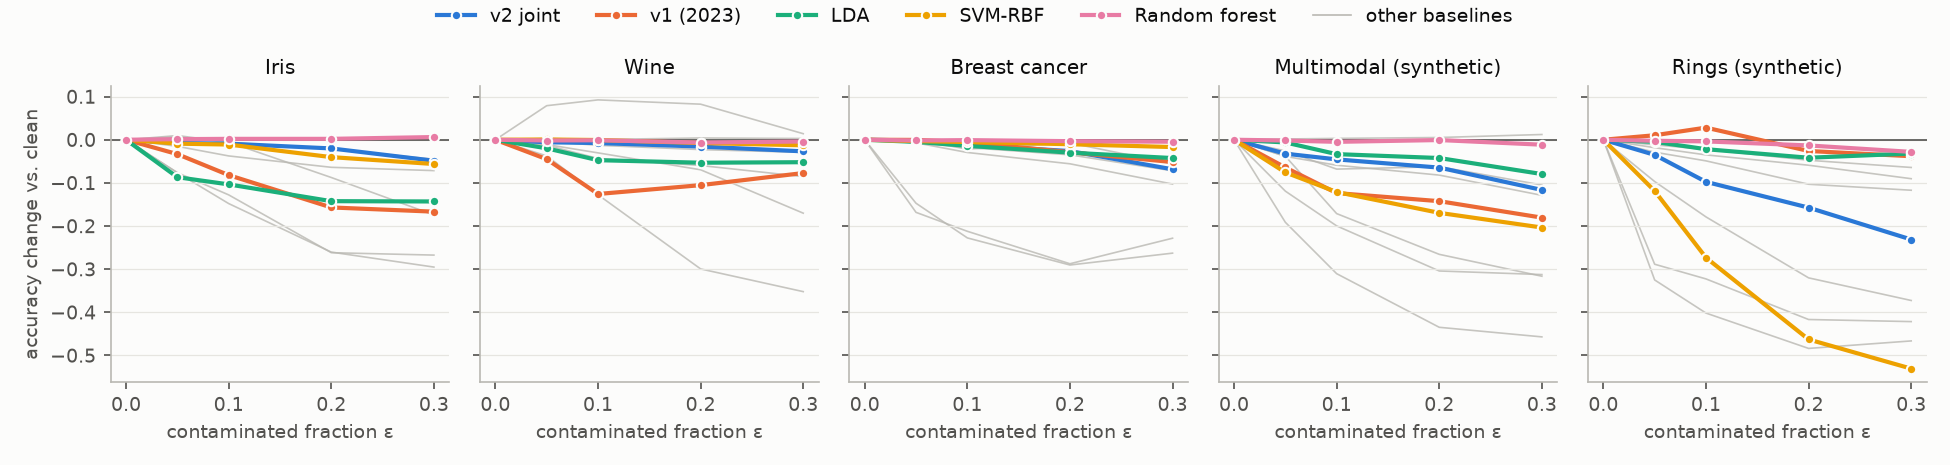 v2 joint v1 (2023) LDA SVM-RBF Random forest other baselines
Iris Wine Breast cancer Multimodal (synthetic) Rings (synthetic)
accuracy change vs. clean
0.1
0.0
−0.1
−0.2
−0.3
−0.4
−0.5
0.0 0.1 0.2 0.3 0.0 0.1 0.2 0.3 0.0 0.1 0.2 0.3 0.0 0.1 0.2 0.3 0.0 0.1 0.2 0.3
contaminated fraction ε contaminated fraction ε contaminated fraction ε contaminated fraction ε contaminated fraction ε